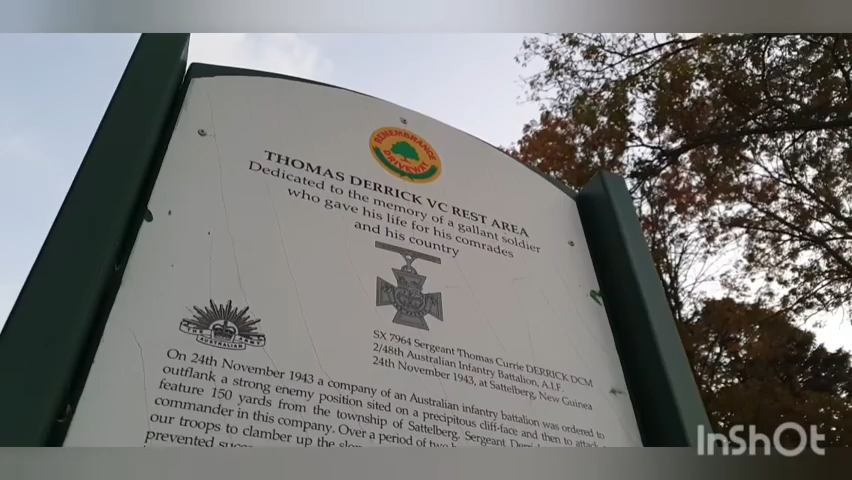 REMEMBRANCE
DRIVEWAY
THOMAS DERRICK VC REST AREA
Dedicated to the memory of a gallant soldier
who gave his life for his comrades
and his country
AUSTRALIAN
SX 7964 Sergeant Thomas Currie DERRICK DCM
2/48th Australian Infantry Battalion, A.I.F.
24th November 1943, at Sattelberg, New Guinea
On 24th November 1943 a company of an Australian infantry battalion was ordered to
outflank a strong enemy position sited on a precipitous cliff-face and then to attack
feature 150 yards from the township of Sattelberg. Sergeant
commander in this company. Over a period of
our troops to clamber up the
prevented
InShOt